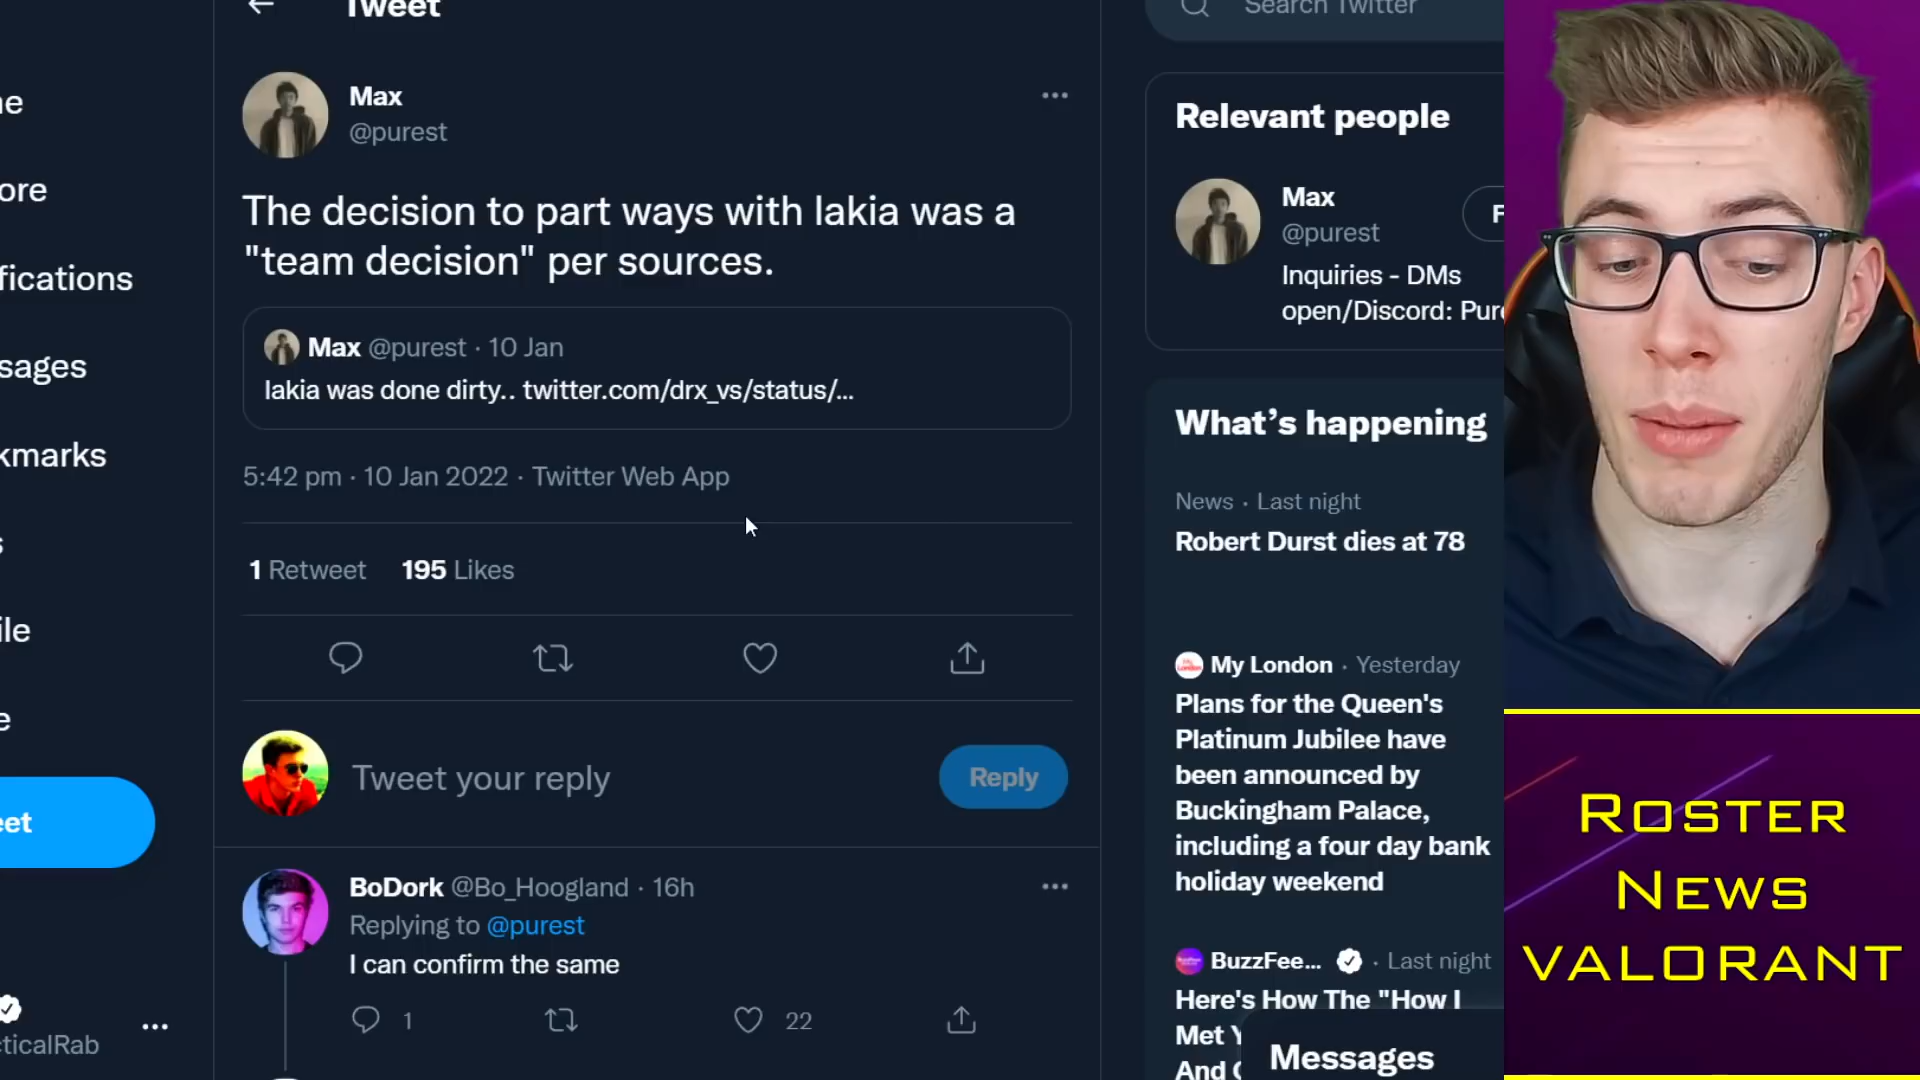 Tweet
Search Twitter
Max
@purest
The decision to part ways with lakia was a
"team decision" per sources.
Max @purest · 10 Jan
lakia was done dirty.. twitter.com/drx_vs/status/...
5:42 pm · 10 Jan 2022 · Twitter Web App
1 Retweet 195 Likes
Tweet your reply
Reply
BoDork @Bo_Hoogland · 16h
Replying to @purest
I can confirm the same
1
22
ne
ore
fications
sages
kmarks
s
ile
e
eet
cticalRab
Relevant people
Max
@purest
F
Inquiries - DMs
open/Discord: Pure
What's happening
News · Last night
Robert Durst dies at 78
My London · Yesterday
Plans for the Queen's
Platinum Jubilee have
been announced by
Buckingham Palace,
including a four day bank
holiday weekend
BuzzFee... · Last night
Here's How The "How I
Met Y
And
Messages
ROSTER
NEWS
VALORANT